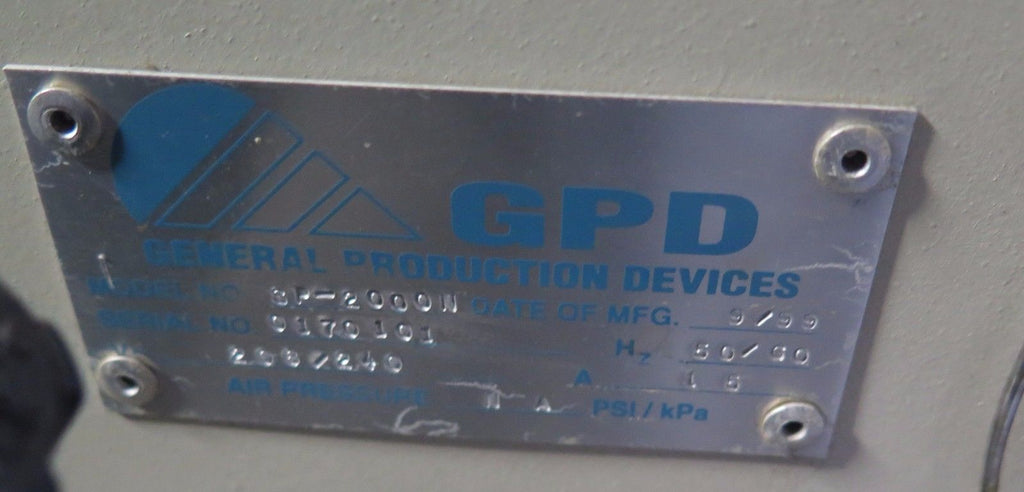 GPD
GENERAL PRODUCTION DEVICES
MODEL NO SP-2000N DATE OF MFG. 9/99
SERIAL NO 0170101 Hz 50/60
208/240 A 15
AIR PRESSURE N A PSI/kPa